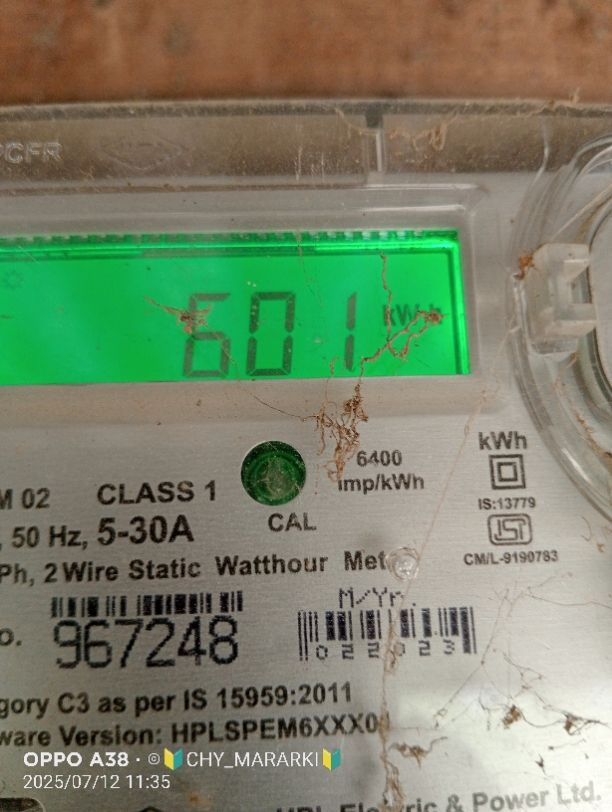 601 kWh
6400
imp/kWh
kWh
M 02 CLASS 1
CAL
IS:13779
ISI
CM/L-9190783
, 50 Hz, 5-30A
Ph, 2 Wire Static Watthour
o. 967248
M/Yr.
022023
gory C3 as per IS 15959:2011
ware Version: HPLSPEM6XXX0
OPPO A38 · ©🔰CHY_MARARKI🔰
2025/07/12 11:35
HPL Electric & Power Ltd.